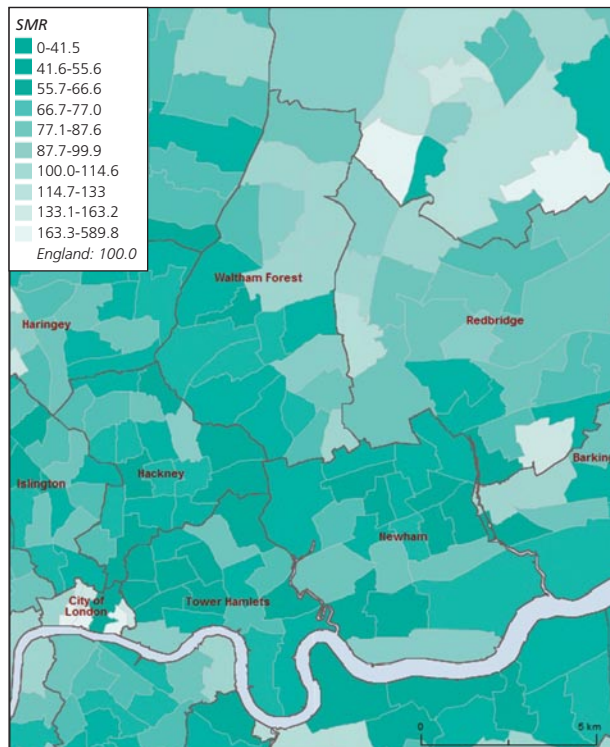 SMR
0-41.5
41.6-55.6
55.7-66.6
66.7-77.0
77.1-87.6
87.7-99.9
100.0-114.6
114.7-133
133.1-163.2
163.3-589.8
England: 100.0
Waltham Forest
Haringey
Redbridge
Hackney
Islington
Barking
Newham
City of
London
Tower Hamlets
0
5 km